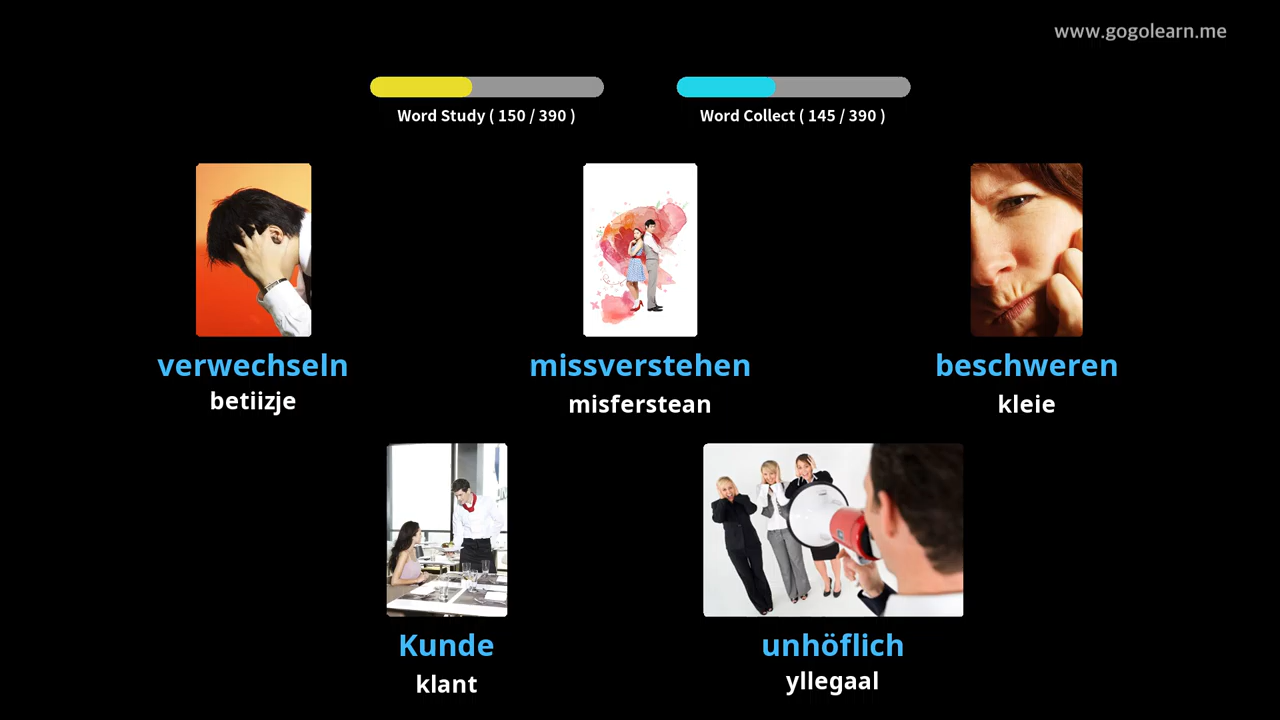 www.gogolearn.me
Word Study ( 150 / 390 )
Word Collect ( 145 / 390 )
verwechseln
betiizje
missverstehen
misferstean
beschweren
kleie
Kunde
klant
unhöflich
yllegaal